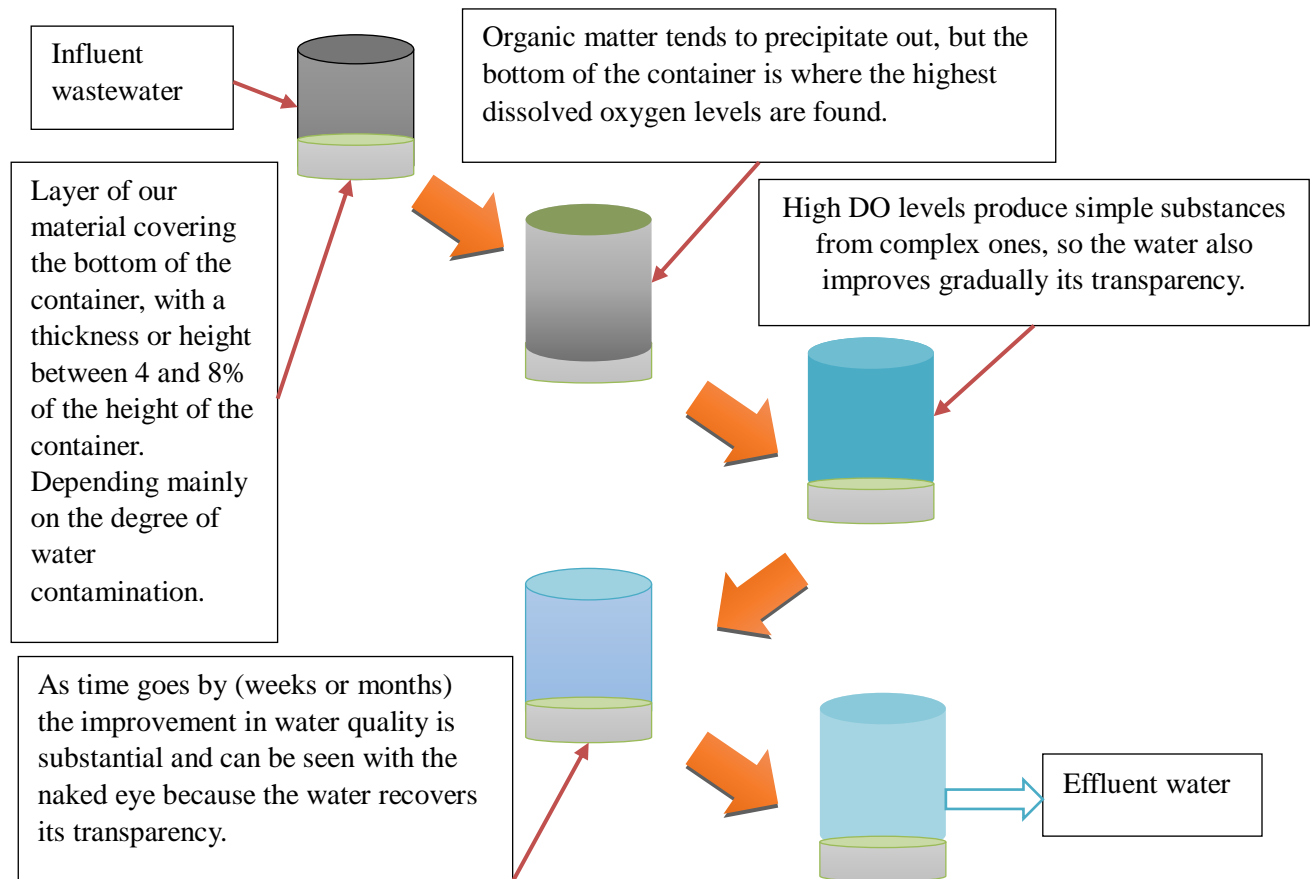 Influent
wastewater
Organic matter tends to precipitate out, but the
bottom of the container is where the highest
dissolved oxygen levels are found.
Layer of our
material covering
the bottom of the
container, with a
thickness or height
between 4 and 8%
of the height of the
container.
Depending mainly
on the degree of
water
contamination.
High DO levels produce simple substances
from complex ones, so the water also
improves gradually its transparency.
As time goes by (weeks or months)
the improvement in water quality is
substantial and can be seen with the
naked eye because the water recovers
its transparency.
Effluent water